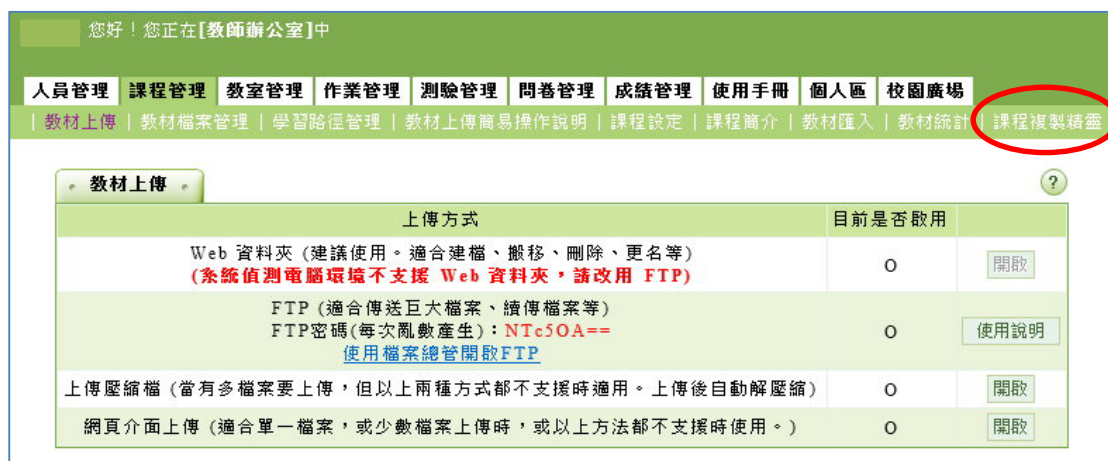 您好！您正在[教師辦公室]中
人員管理 課程管理 教室管理 作業管理 測驗管理 問卷管理 成績管理 使用手冊 個人區 校園廣場
| 教材上傳 | 教材檔案管理 | 學習路徑管理 | 教材上傳簡易操作說明 | 課程設定 | 課程簡介 | 教材匯入 | 教材統計 | 課程複製精靈
教材上傳 ?
上傳方式 目前是否啟用
Web 資料夾 (建議使用。適合建檔、搬移、刪除、更名等)
(系統偵測電腦環境不支援 Web 資料夾，請改用 FTP) O 開啟
FTP (適合傳送巨大檔案、續傳檔案等)
FTP密碼(每次亂數產生)：NTc5OA== O 使用說明
使用檔案總管開啟FTP
上傳壓縮檔 (當有多檔案要上傳，但以上兩種方式都不支援時適用。上傳後自動解壓縮) O 開啟
網頁介面上傳 (適合單一檔案，或少數檔案上傳時，或以上方法都不支援時使用。) O 開啟